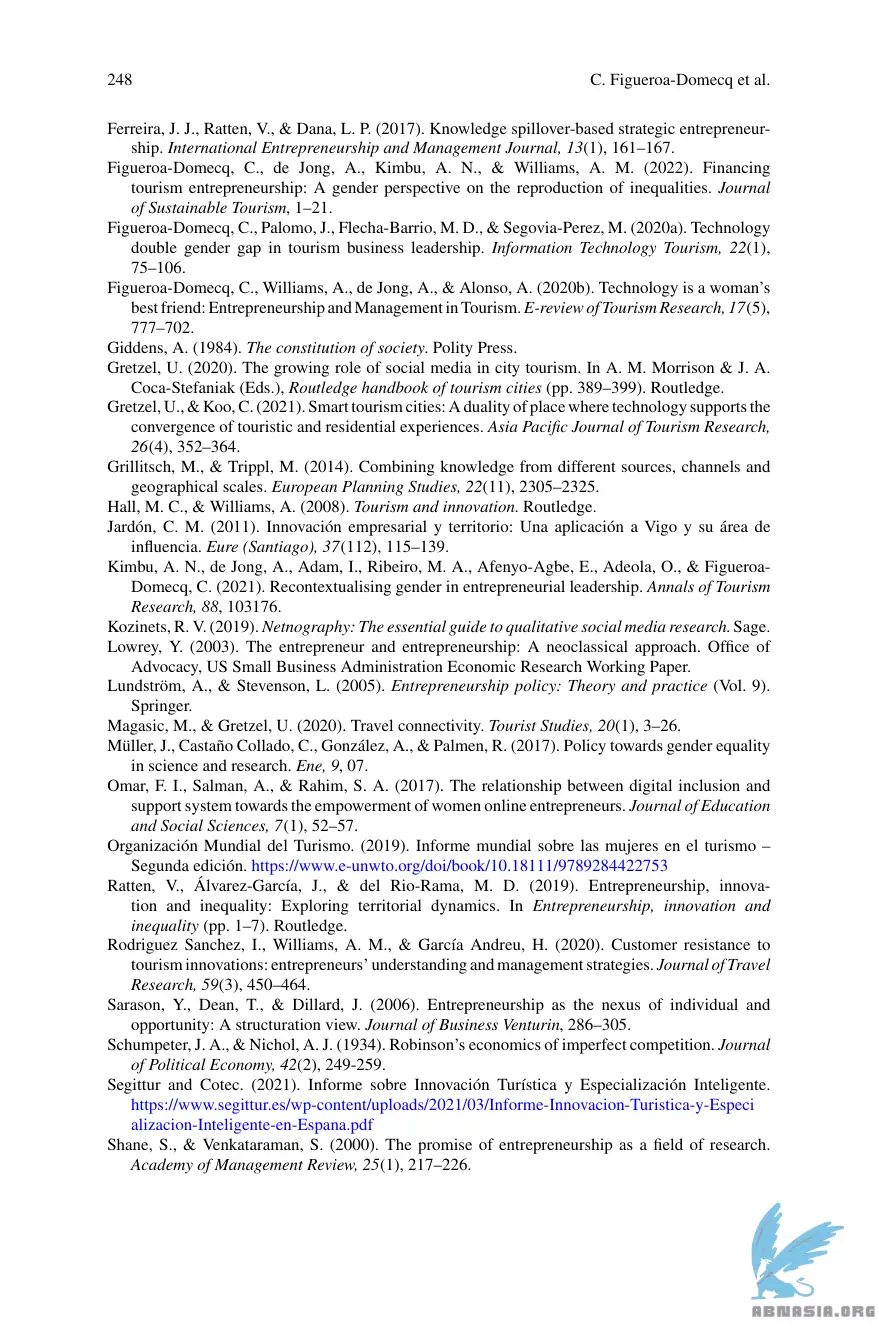 248 C. Figueroa-Domecq et al.
Ferreira, J. J., Ratten, V., & Dana, L. P. (2017). Knowledge spillover-based strategic entrepreneur-
ship. International Entrepreneurship and Management Journal, 13(1), 161–167.
Figueroa-Domecq, C., de Jong, A., Kimbu, A. N., & Williams, A. M. (2022). Financing
tourism entrepreneurship: A gender perspective on the reproduction of inequalities. Journal
of Sustainable Tourism, 1–21.
Figueroa-Domecq, C., Palomo, J., Flecha-Barrio, M. D., & Segovia-Perez, M. (2020a). Technology
double gender gap in tourism business leadership. Information Technology Tourism, 22(1),
75–106.
Figueroa-Domecq, C., Williams, A., de Jong, A., & Alonso, A. (2020b). Technology is a woman’s
best friend: Entrepreneurship and Management in Tourism. E-review of Tourism Research, 17(5),
777–702.
Giddens, A. (1984). The constitution of society. Polity Press.
Gretzel, U. (2020). The growing role of social media in city tourism. In A. M. Morrison & J. A.
Coca-Stefaniak (Eds.), Routledge handbook of tourism cities (pp. 389–399). Routledge.
Gretzel, U., & Koo, C. (2021). Smart tourism cities: A duality of place where technology supports the
convergence of touristic and residential experiences. Asia Pacific Journal of Tourism Research,
26(4), 352–364.
Grillitsch, M., & Trippl, M. (2014). Combining knowledge from different sources, channels and
geographical scales. European Planning Studies, 22(11), 2305–2325.
Hall, M. C., & Williams, A. (2008). Tourism and innovation. Routledge.
Jardón, C. M. (2011). Innovación empresarial y territorio: Una aplicación a Vigo y su área de
influencia. Eure (Santiago), 37(112), 115–139.
Kimbu, A. N., de Jong, A., Adam, I., Ribeiro, M. A., Afenyo-Agbe, E., Adeola, O., & Figueroa-
Domecq, C. (2021). Recontextualising gender in entrepreneurial leadership. Annals of Tourism
Research, 88, 103176.
Kozinets, R. V. (2019). Netnography: The essential guide to qualitative social media research. Sage.
Lowrey, Y. (2003). The entrepreneur and entrepreneurship: A neoclassical approach. Office of
Advocacy, US Small Business Administration Economic Research Working Paper.
Lundström, A., & Stevenson, L. (2005). Entrepreneurship policy: Theory and practice (Vol. 9).
Springer.
Magasic, M., & Gretzel, U. (2020). Travel connectivity. Tourist Studies, 20(1), 3–26.
Müller, J., Castaño Collado, C., González, A., & Palmen, R. (2017). Policy towards gender equality
in science and research. Ene, 9, 07.
Omar, F. I., Salman, A., & Rahim, S. A. (2017). The relationship between digital inclusion and
support system towards the empowerment of women online entrepreneurs. Journal of Education
and Social Sciences, 7(1), 52–57.
Organización Mundial del Turismo. (2019). Informe mundial sobre las mujeres en el turismo –
Segunda edición. https://www.e-unwto.org/doi/book/10.18111/9789284422753
Ratten, V., Álvarez-García, J., & del Rio-Rama, M. D. (2019). Entrepreneurship, innova-
tion and inequality: Exploring territorial dynamics. In Entrepreneurship, innovation and
inequality (pp. 1–7). Routledge.
Rodriguez Sanchez, I., Williams, A. M., & García Andreu, H. (2020). Customer resistance to
tourism innovations: entrepreneurs’ understanding and management strategies. Journal of Travel
Research, 59(3), 450–464.
Sarason, Y., Dean, T., & Dillard, J. (2006). Entrepreneurship as the nexus of individual and
opportunity: A structuration view. Journal of Business Venturin, 286–305.
Schumpeter, J. A., & Nichol, A. J. (1934). Robinson’s economics of imperfect competition. Journal
of Political Economy, 42(2), 249-259.
Segittur and Cotec. (2021). Informe sobre Innovación Turística y Especialización Inteligente.
https://www.segittur.es/wp-content/uploads/2021/03/Informe-Innovacion-Turistica-y-Especi
alizacion-Inteligente-en-Espana.pdf
Shane, S., & Venkataraman, S. (2000). The promise of entrepreneurship as a field of research.
Academy of Management Review, 25(1), 217–226.
ABNASIA.ORG